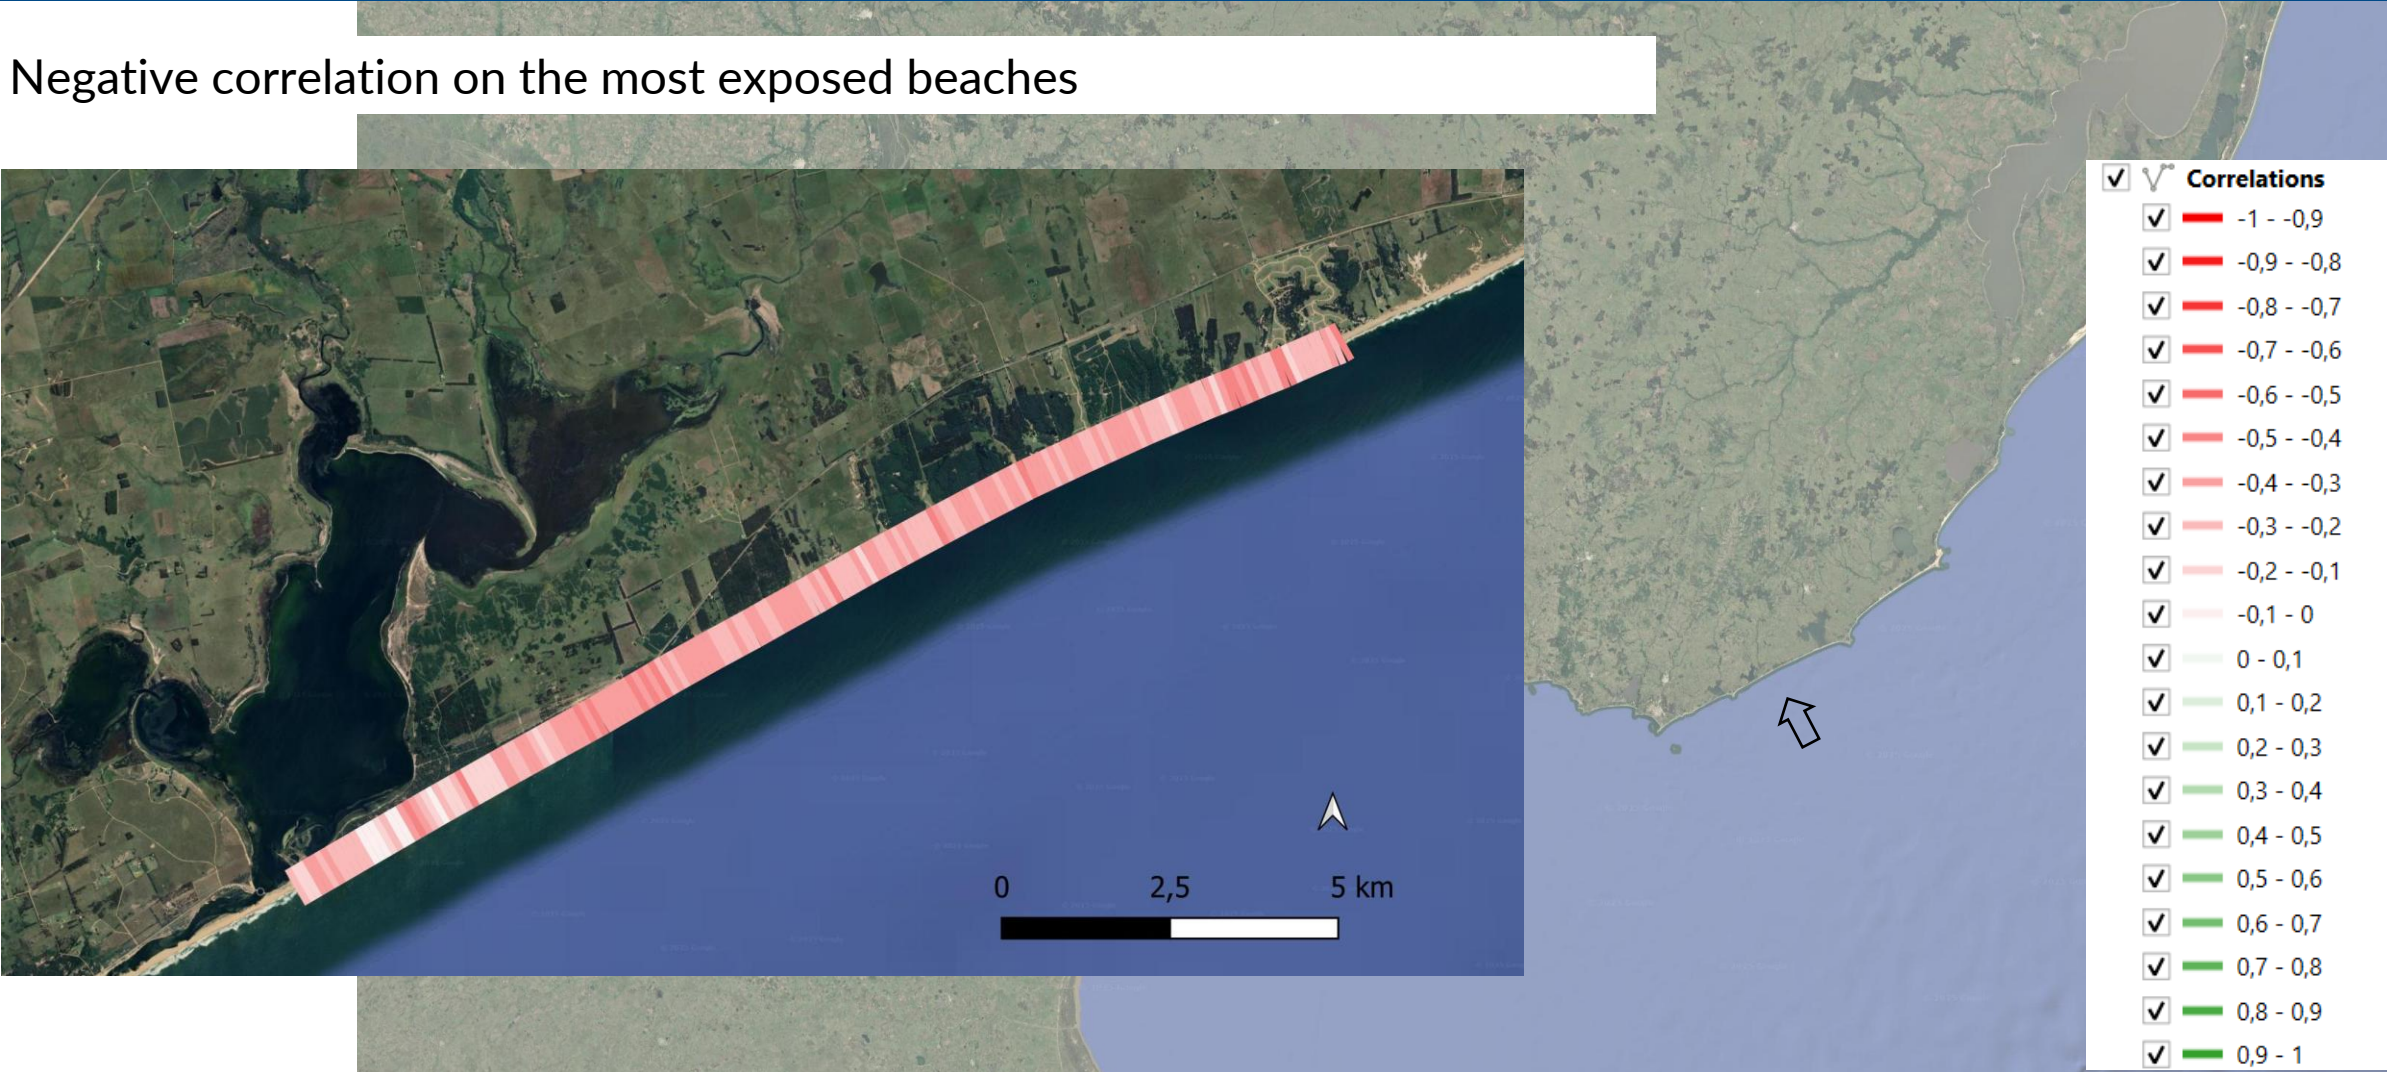 Negative correlation on the most exposed beaches
Correlations
-1 - -0,9
-0,9 - -0,8
-0,8 - -0,7
-0,7 - -0,6
-0,6 - -0,5
-0,5 - -0,4
-0,4 - -0,3
-0,3 - -0,2
-0,2 - -0,1
-0,1 - 0
0 - 0,1
0,1 - 0,2
0,2 - 0,3
0,3 - 0,4
0,4 - 0,5
0,5 - 0,6
0,6 - 0,7
0,7 - 0,8
0,8 - 0,9
0,9 - 1
0 2,5 5 km